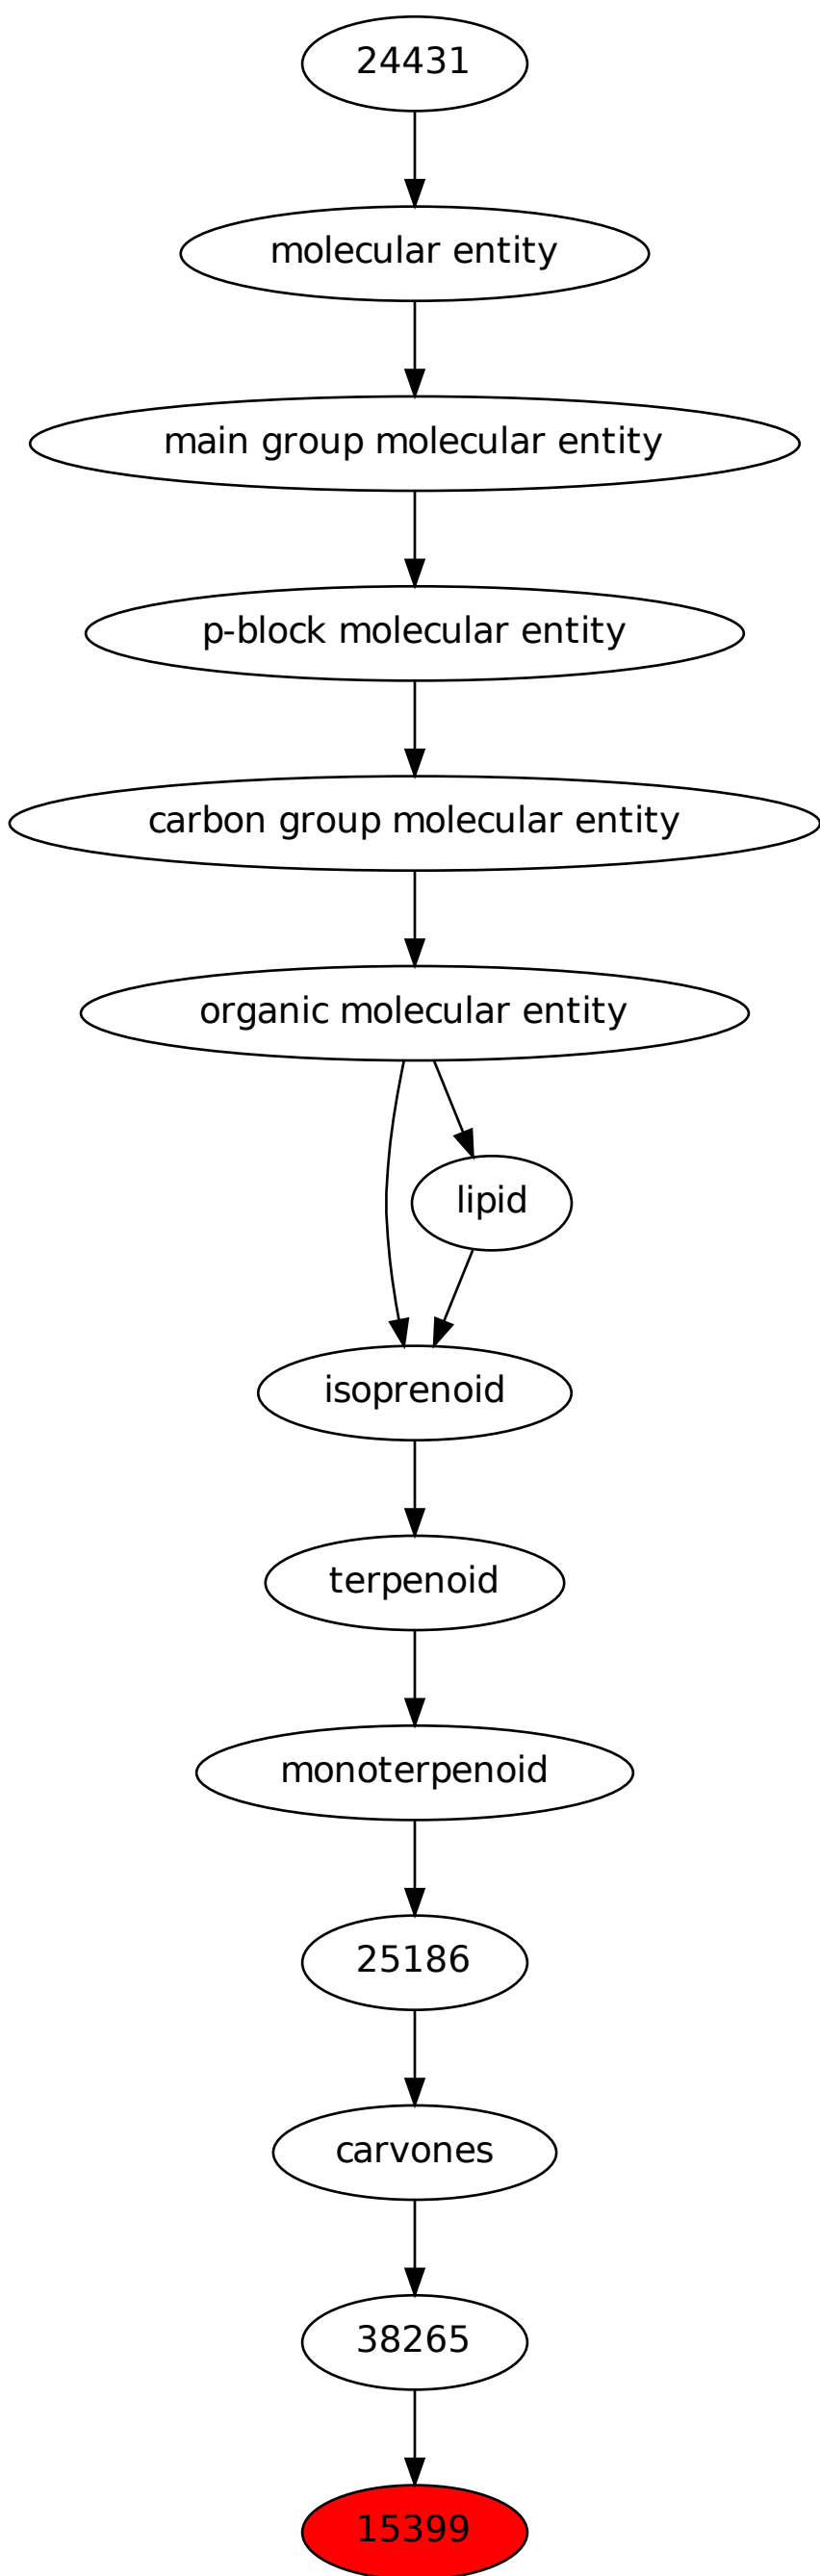 24431
molecular entity
main group molecular entity
p-block molecular entity
carbon group molecular entity
organic molecular entity
lipid
isoprenoid
terpenoid
monoterpenoid
25186
carvones
38265
15399